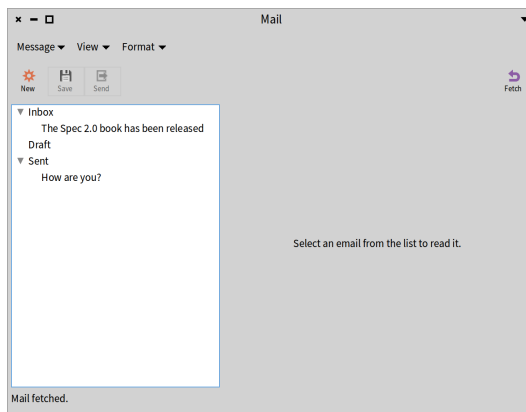 Mail
Message View Format
New Save Send Fetch
Inbox
The Spec 2.0 book has been released
Draft
Sent
How are you?
Select an email from the list to read it.
Mail fetched.